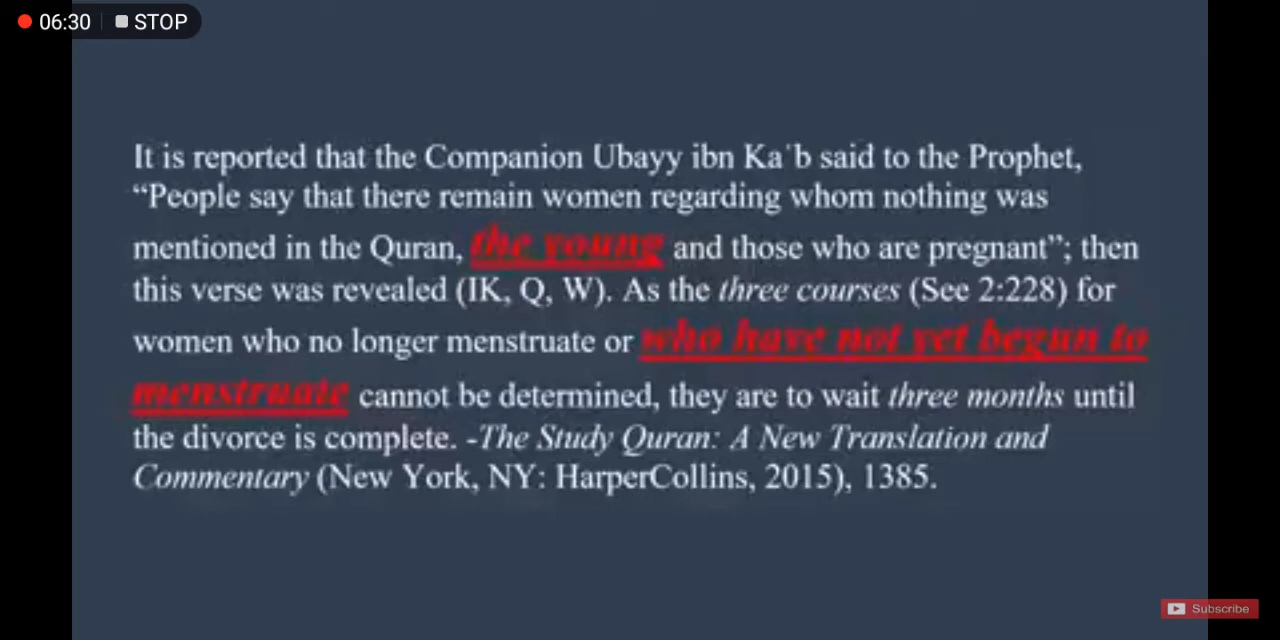 06:30 STOP
It is reported that the Companion Ubayy ibn Kaʿb said to the Prophet,
“People say that there remain women regarding whom nothing was
mentioned in the Quran, the young and those who are pregnant”; then
this verse was revealed (IK, Q, W). As the three courses (See 2:228) for
women who no longer menstruate or who have not yet begun to
menstruate cannot be determined, they are to wait three months until
the divorce is complete. -The Study Quran: A New Translation and
Commentary (New York, NY: HarperCollins, 2015), 1385.
Subscribe